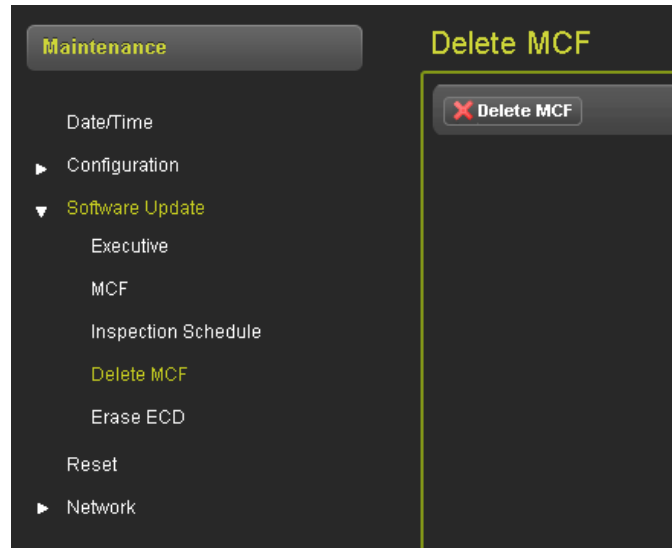 Maintenance
Date/Time
Configuration
Software Update
Executive
MCF
Inspection Schedule
Delete MCF
Erase ECD
Reset
Network
Delete MCF
Delete MCF